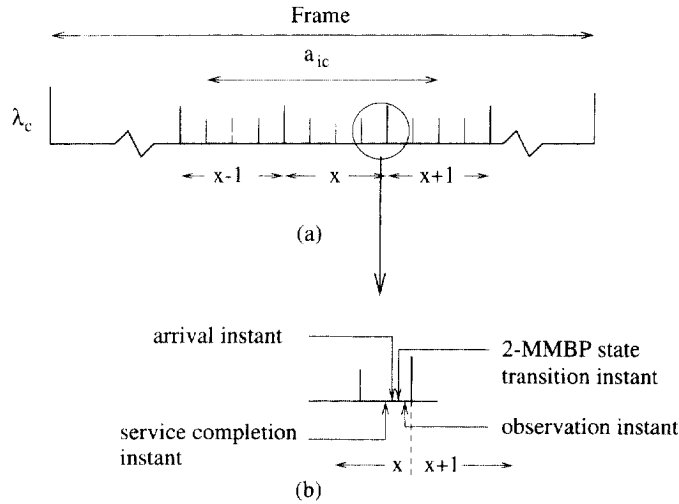 Frame
a_ic
λ_c
x-1 x x+1
(a)
arrival instant
2-MMBP state
transition instant
service completion
instant
observation instant
x x+1
(b)